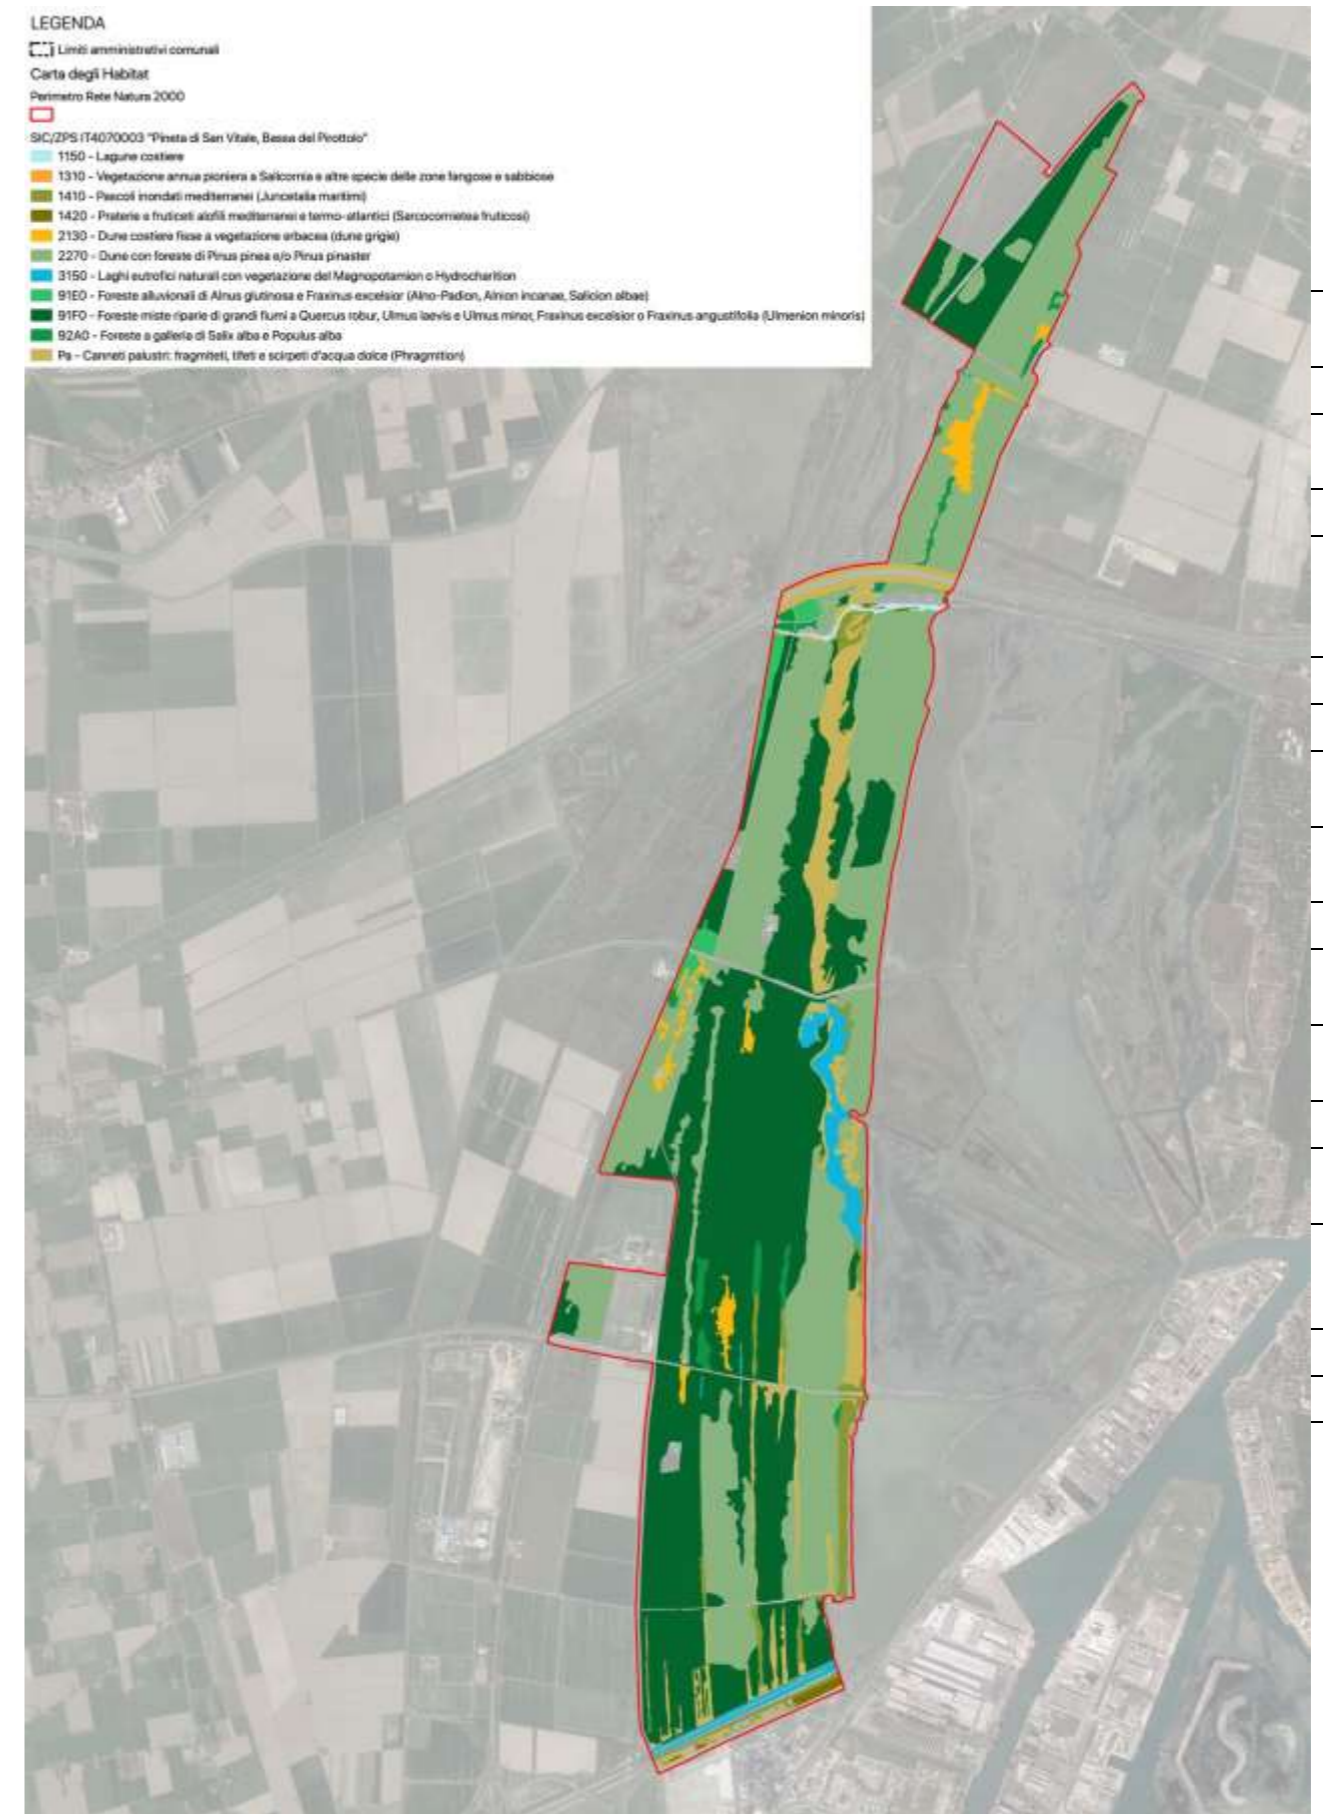 LEGENDA
Limiti amministrativi comunali
Carta degli Habitat
Perimetro Rete Natura 2000
SIC/ZPS IT4070003 "Pineta di San Vitale, Bassa del Pirottolo"
1150 - Lagune costiere
1310 - Vegetazione annua pioniera a Salicornia e altre specie delle zone fangose e sabbiose
1410 - Pascoli inondati mediterranei (Juncetalia maritimi)
1420 - Praterie e fruticeti alofili mediterranei e termo-atlantici (Sarcocornietea fruticosi)
2130 - Dune costiere fisse a vegetazione erbacea (dune grigie)
2270 - Dune con foreste di Pinus pinea e/o Pinus pinaster
3150 - Laghi eutrofici naturali con vegetazione del Magnopotamion o Hydrocharition
91E0 - Foreste alluvionali di Alnus glutinosa e Fraxinus excelsior (Alno-Padion, Alnion incanae, Salicion albae)
91F0 - Foreste miste riparie di grandi fiumi a Quercus robur, Ulmus laevis e Ulmus minor, Fraxinus excelsior o Fraxinus angustifolia (Ulmenion minoris)
92A0 - Foreste a galleria di Salix alba e Populus alba
Pa - Canneti palustri: fragmiteti, tifeti e scirpeti d'acqua dolce (Phragmition)